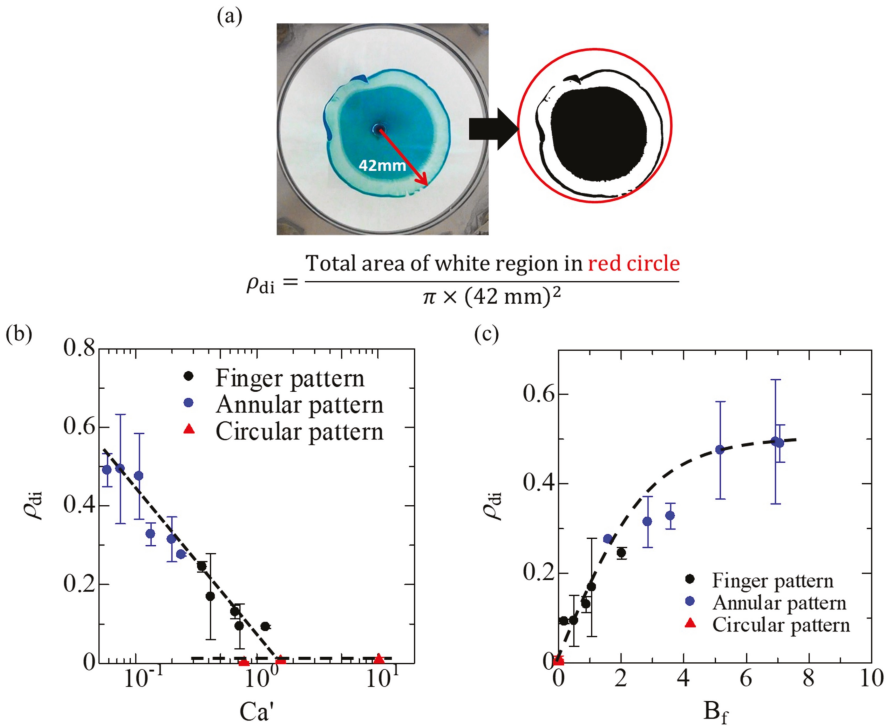 (a)
42mm
ρdi = Total area of white region in red circle
π × (42 mm)²
(b)
0.8
0.6
0.4
0.2
0
ρdi
Finger pattern
Annular pattern
Circular pattern
10⁻¹ 10⁰ 10¹
Ca'
(c)
0.6
0.4
0.2
0
ρdi
Finger pattern
Annular pattern
Circular pattern
0 2 4 6 8 10
Bf